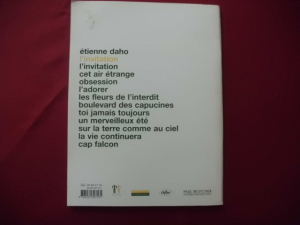 étienne daho
l'invitation
l'invitation
cet air étrange
obsession
l'adorer
les fleurs de l'interdit
boulevard des capucines
toi jamais toujours
un merveilleux été
sur la terre comme au ciel
la vie continuera
cap falcon